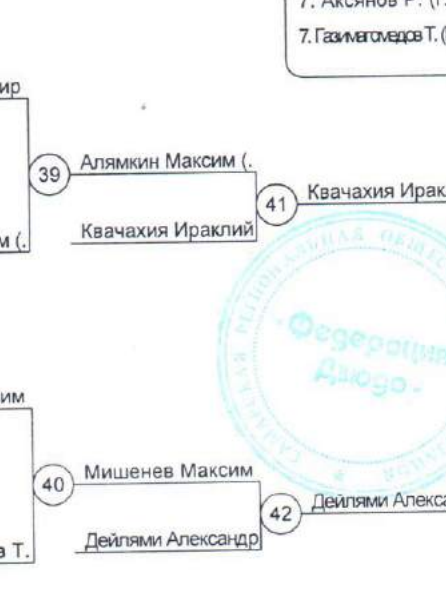 7. Аксянов Р. (
7. Газимагомедов Т. (
ир
39
Алямкин Максим (.
41
Квачахия Ирак
Квачахия Ираклий
м (.
Федерация
Дзюдо
им
40
Мишенев Максим
42
Дейлями Алекса
Дейлями Александр
в Т.